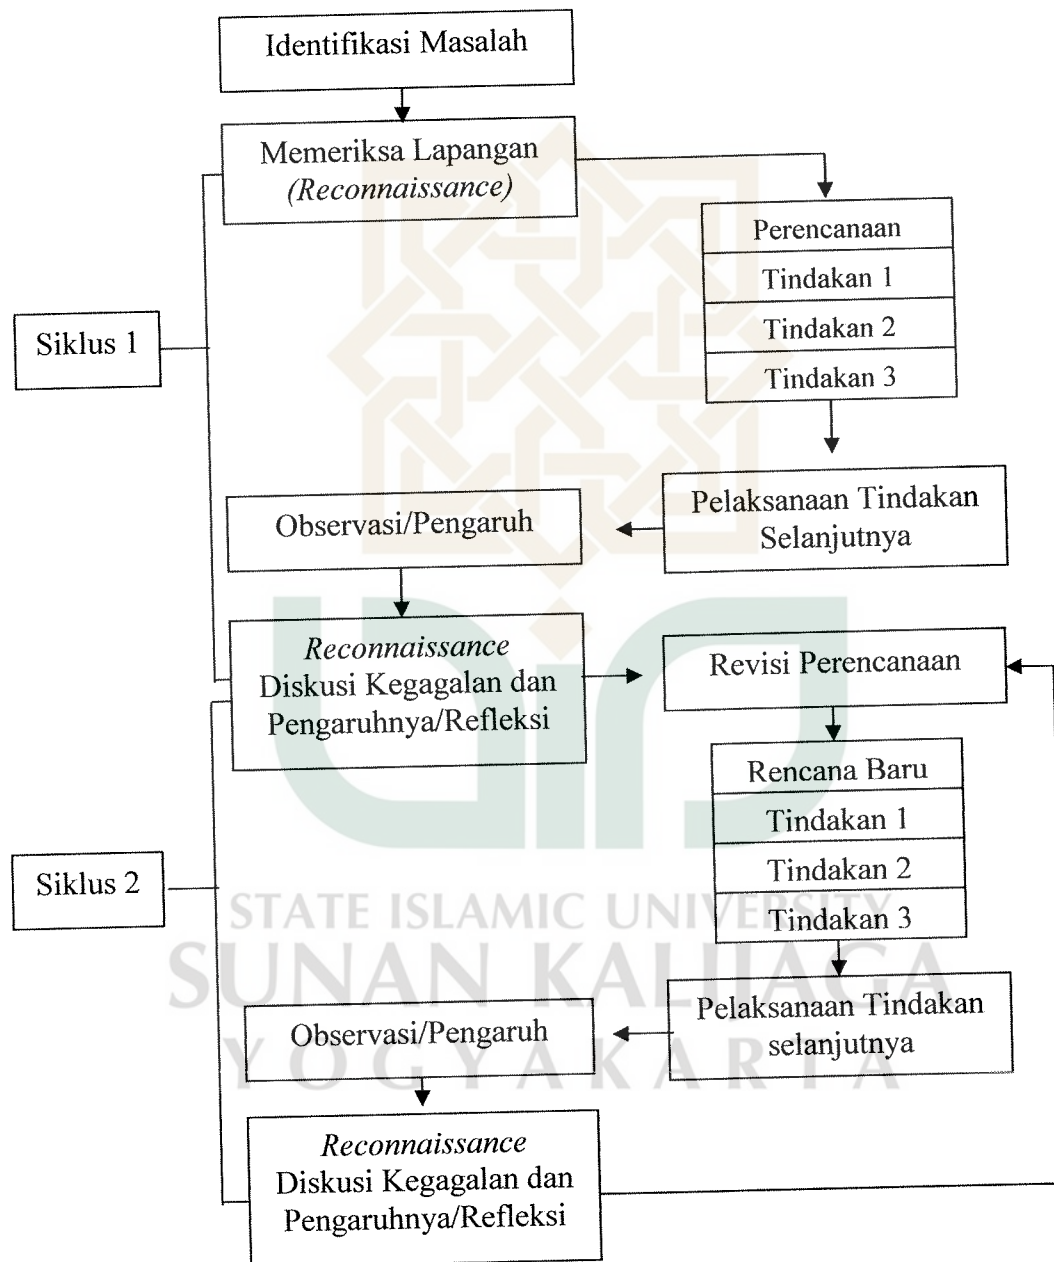 Identifikasi Masalah
Memeriksa Lapangan
(Reconnaissance)
Perencanaan
Tindakan 1
Tindakan 2
Tindakan 3
Siklus 1
Pelaksanaan Tindakan
Selanjutnya
Observasi/Pengaruh
Reconnaissance
Diskusi Kegagalan dan
Pengaruhnya/Refleksi
Revisi Perencanaan
Rencana Baru
Tindakan 1
Tindakan 2
Tindakan 3
Siklus 2
STATE ISLAMIC UNIVERSITY
SUNAN KALIJAGA
YOGYAKARTA
Pelaksanaan Tindakan
selanjutnya
Observasi/Pengaruh
Reconnaissance
Diskusi Kegagalan dan
Pengaruhnya/Refleksi